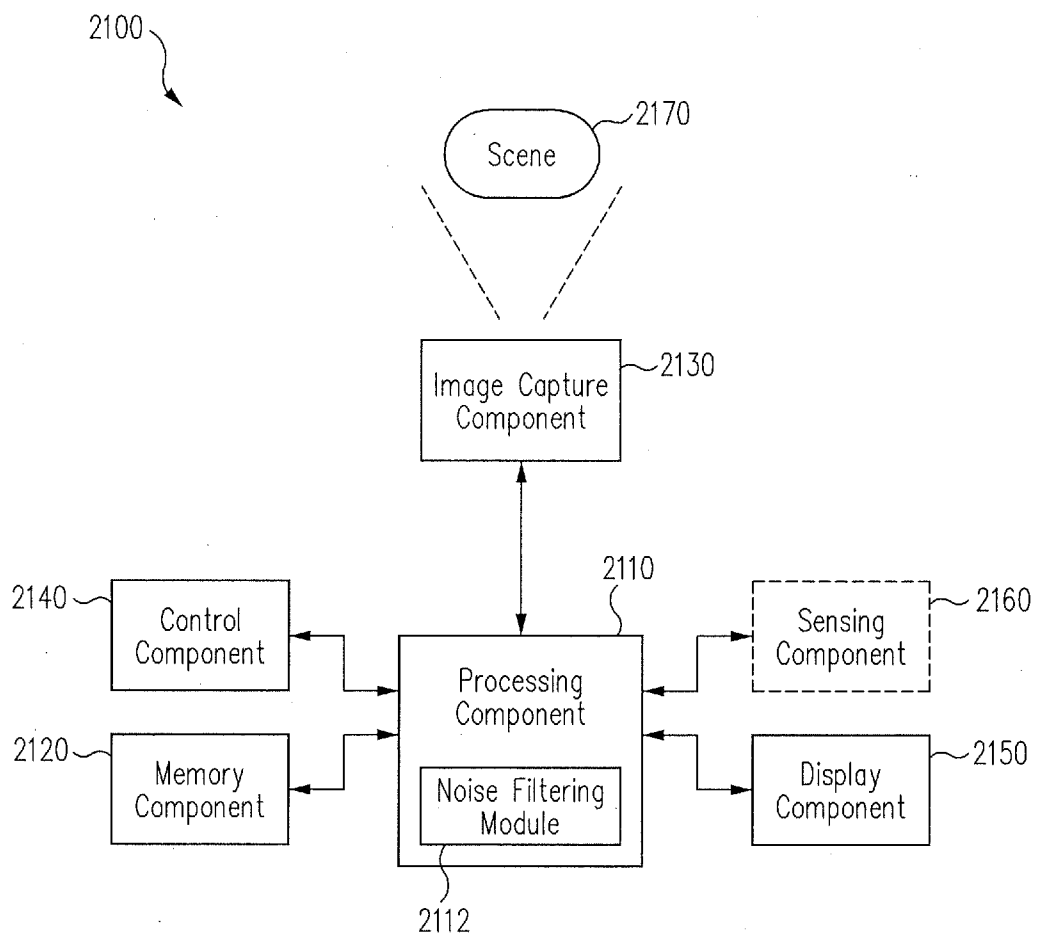 2100
2170
Scene
2130
Image Capture
Component
2110
2140
Control
Component
2160
Sensing
Component
Processing
Component
2120
Memory
Component
2150
Display
Component
Noise Filtering
Module
2112